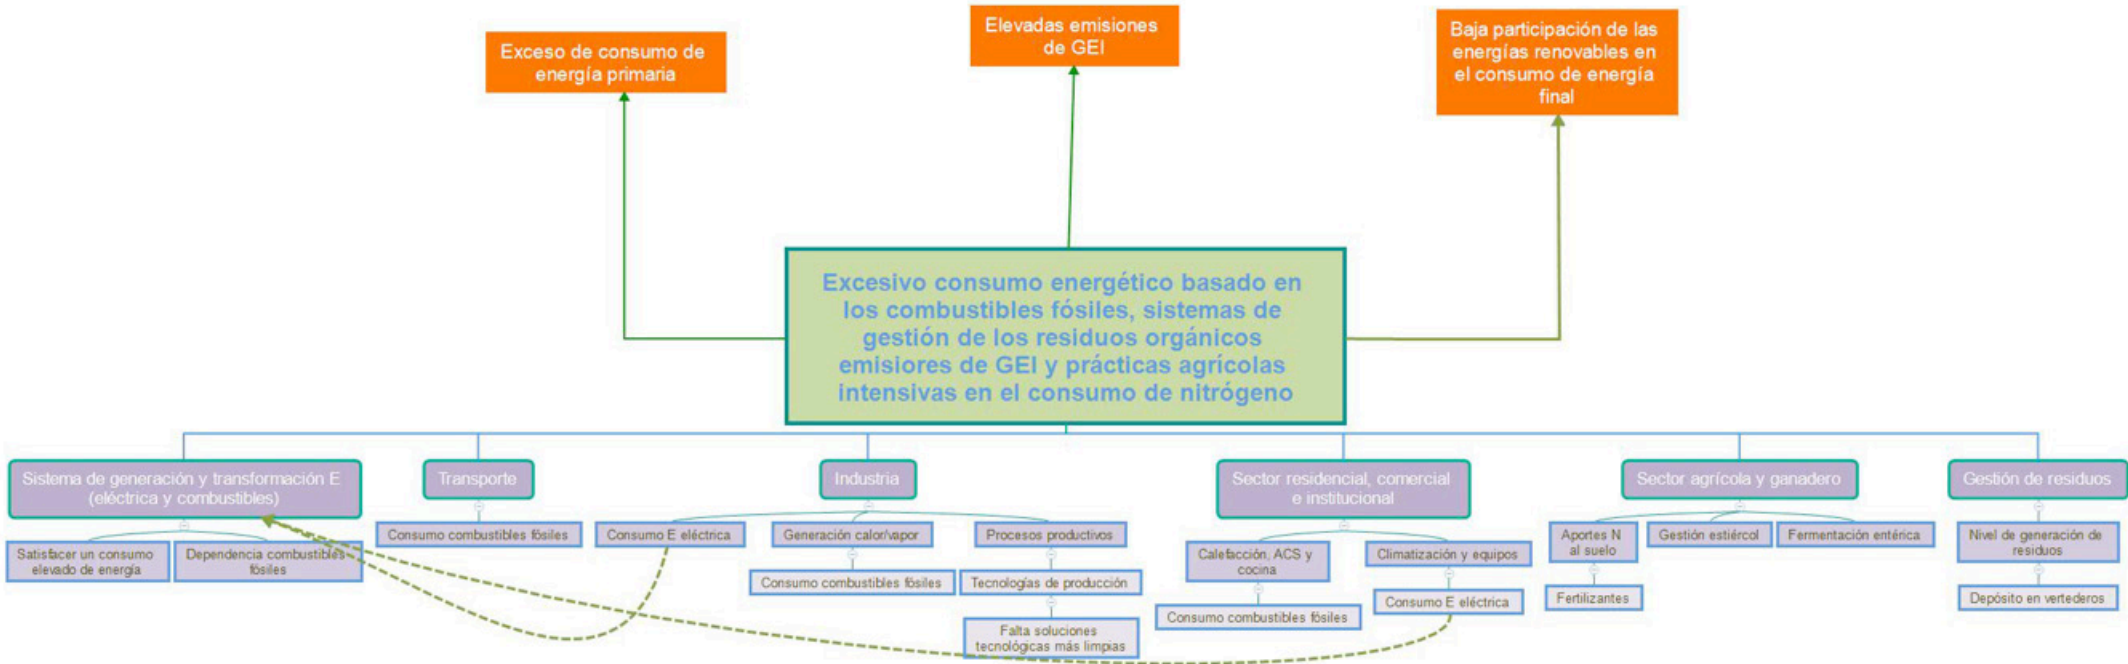 Exceso de consumo de
energía primaria
Elevadas emisiones
de GEI
Baja participación de las
energías renovables en
el consumo de energía
final
Excesivo consumo energético basado en
los combustibles fósiles, sistemas de
gestión de los residuos orgánicos
emisiores de GEI y prácticas agrícolas
intensivas en el consumo de nitrógeno
Sistema de generación y transformación E
(eléctrica y combustibles)
Satisfacer un consumo
elevado de energía
Dependencia combustibles
fósiles
Transporte
Consumo combustibles fósiles
Industria
Consumo E eléctrica
Generación calor/vapor
Consumo combustibles fósiles
Procesos productivos
Tecnologías de producción
Falta soluciones
tecnológicas más limpias
Sector residencial, comercial
e institucional
Calefacción, ACS y
cocina
Consumo combustibles fósiles
Climatización y equipos
Consumo E eléctrica
Sector agrícola y ganadero
Aportes N
al suelo
Fertilizantes
Gestión estiércol
Fermentación entérica
Gestión de residuos
Nivel de generación de
residuos
Depósito en vertederos